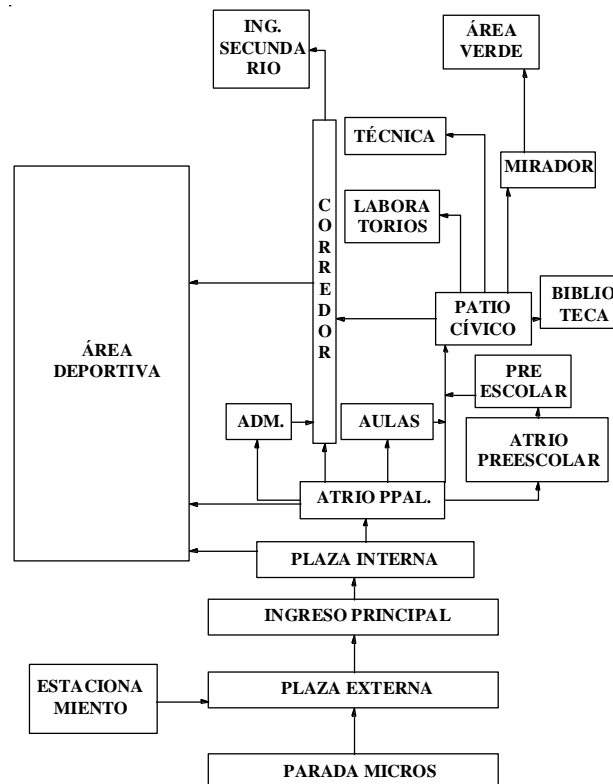 ING.
SECUNDA
RIO
ÁREA
VERDE
TÉCNICA
MIRADOR
CORREDOR
LABORA
TORIOS
PATIO
CÍVICO
BIBLIO
TECA
ÁREA
DEPORTIVA
PRE
ESCOLAR
ADM.
AULAS
ATRIO
PREESCOLAR
ATRIO PPAL.
PLAZA INTERNA
INGRESO PRINCIPAL
ESTACIONA
MIENTO
PLAZA EXTERNA
PARADA MICROS